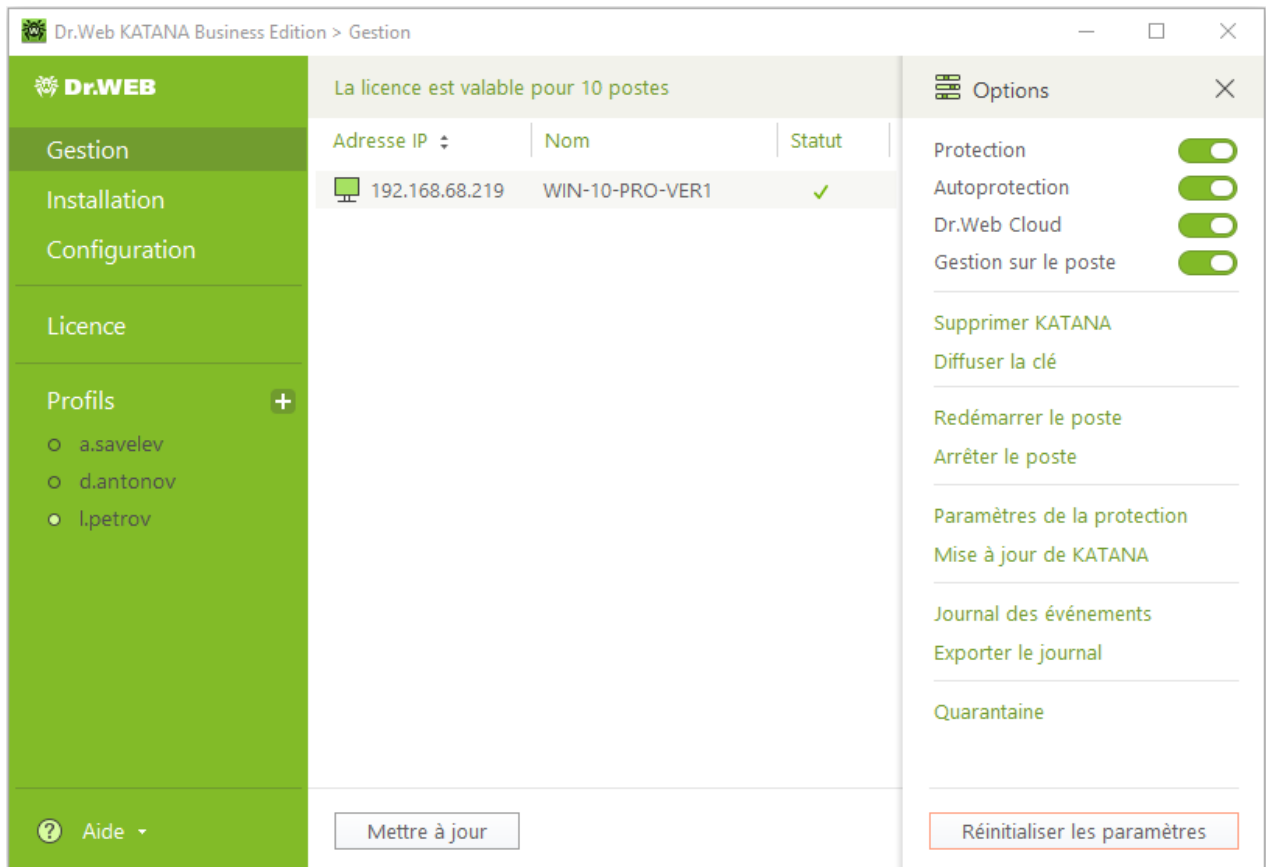 Dr.Web KATANA Business Edition > Gestion
Dr.WEB
Gestion
Installation
Configuration
Licence
Profils
a.savelev
d.antonov
l.petrov
Aide
La licence est valable pour 10 postes
Adresse IP Nom Statut
192.168.68.219 WIN-10-PRO-VER1
Mettre à jour
Options
Protection
Autoprotection
Dr.Web Cloud
Gestion sur le poste
Supprimer KATANA
Diffuser la clé
Redémarrer le poste
Arrêter le poste
Paramètres de la protection
Mise à jour de KATANA
Journal des événements
Exporter le journal
Quarantaine
Réinitialiser les paramètres